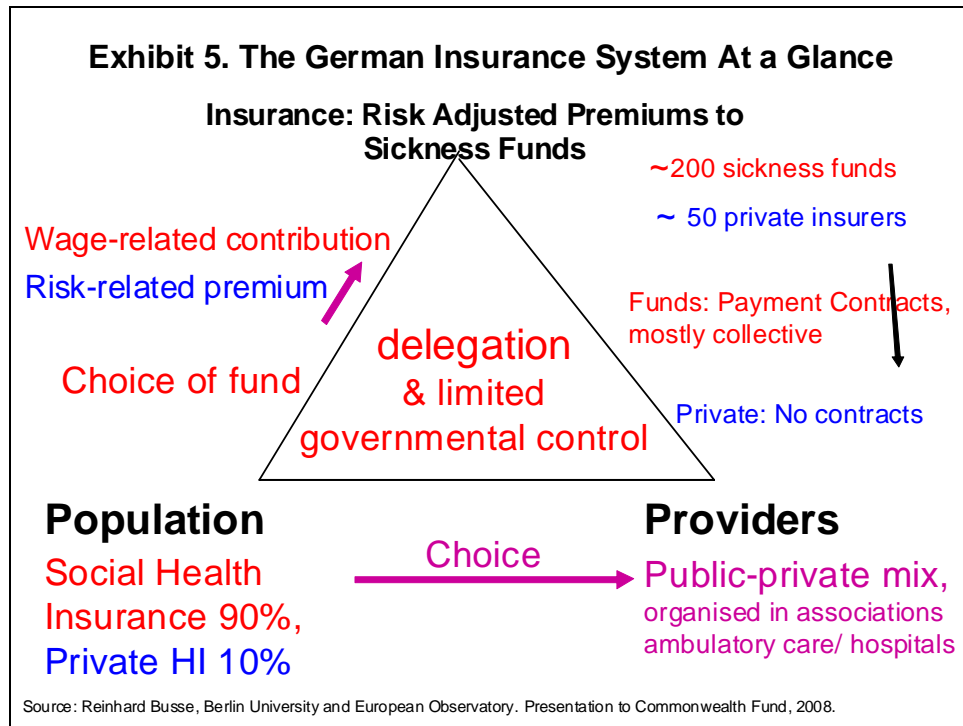 Exhibit 5. The German Insurance System At a Glance
Insurance: Risk Adjusted Premiums to
Sickness Funds
~200 sickness funds
~ 50 private insurers
Wage-related contribution
Risk-related premium
Funds: Payment Contracts,
mostly collective
Choice of fund
delegation
& limited
governmental control
Private: No contracts
Population
Social Health
Insurance 90%,
Private HI 10%
Choice
Providers
Public-private mix,
organised in associations
ambulatory care/ hospitals
Source: Reinhard Busse, Berlin University and European Observatory. Presentation to Commonwealth Fund, 2008.